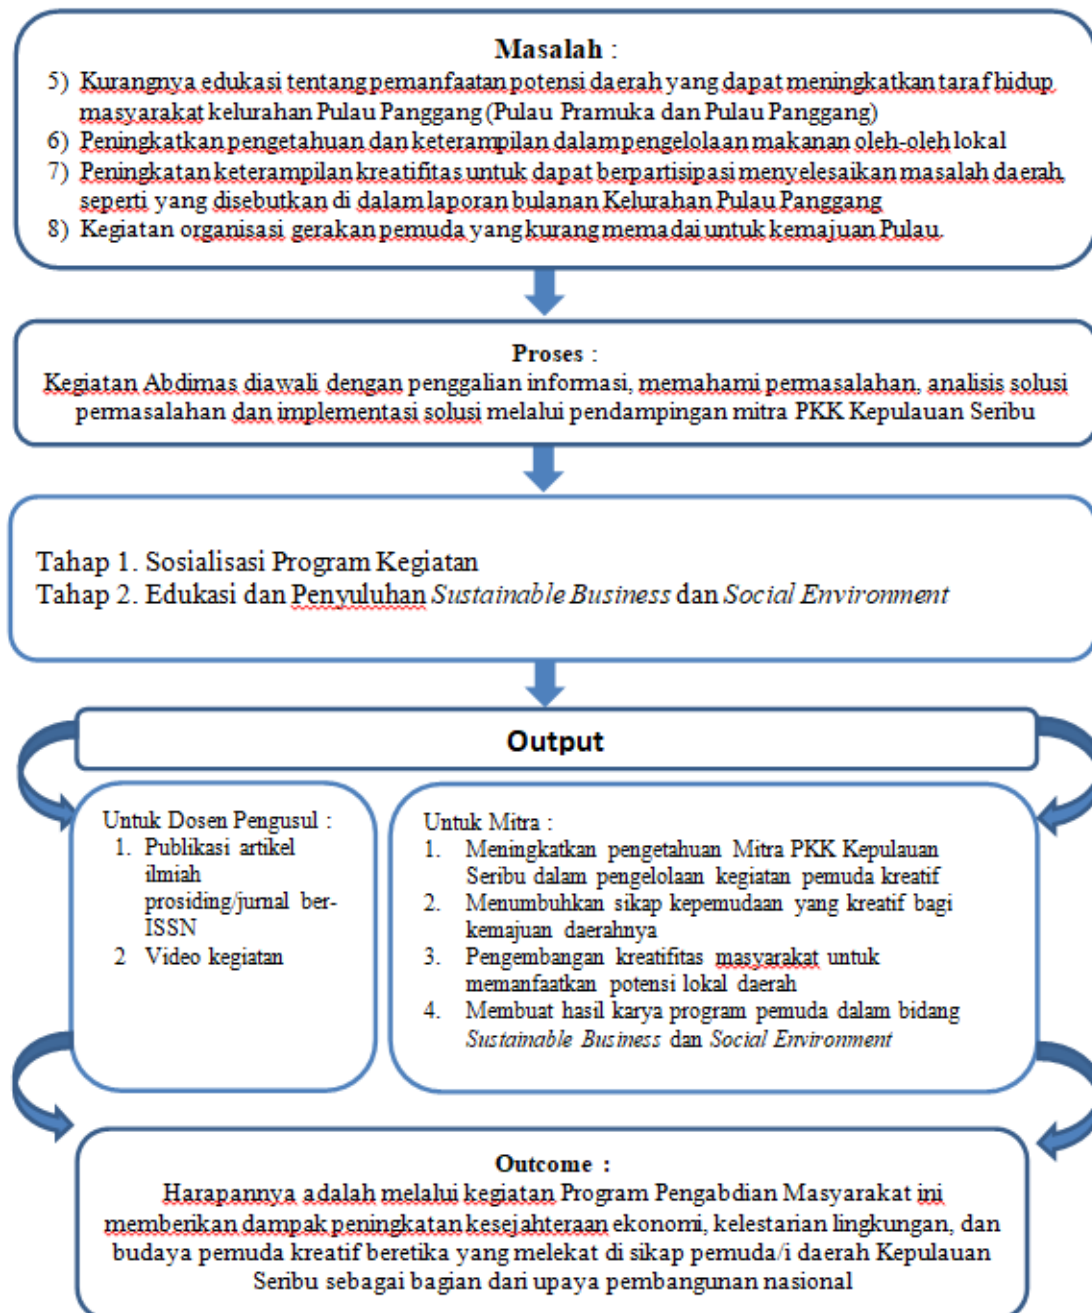 Masalah :
5) Kurangnya edukasi tentang pemanfaatan potensi daerah yang dapat meningkatkan taraf hidup
masyarakat kelurahan Pulau Panggang (Pulau Pramuka dan Pulau Panggang)
6) Peningkatkan pengetahuan dan keterampilan dalam pengelolaan makanan oleh-oleh lokal
7) Peningkatan keterampilan kreatifitas untuk dapat berpartisipasi menyelesaikan masalah daerah,
seperti yang disebutkan di dalam laporan bulanan Kelurahan Pulau Panggang
8) Kegiatan organisasi gerakan pemuda yang kurang memadai untuk kemajuan Pulau.
Proses :
Kegiatan Abdimas diawali dengan penggalian informasi, memahami permasalahan, analisis solusi
permasalahan dan implementasi solusi melalui pendampingan mitra PKK Kepulauan Seribu
Tahap 1. Sosialisasi Program Kegiatan
Tahap 2. Edukasi dan Penyuluhan Sustainable Business dan Social Environment
Output
Untuk Dosen Pengusul :
1. Publikasi artikel
ilmiah
prosiding/jurnal ber-
ISSN
2 Video kegiatan
Untuk Mitra :
1. Meningkatkan pengetahuan Mitra PKK Kepulauan
Seribu dalam pengelolaan kegiatan pemuda kreatif
2. Menumbuhkan sikap kepemudaan yang kreatif bagi
kemajuan daerahnya
3. Pengembangan kreatifitas masyarakat untuk
memanfaatkan potensi lokal daerah
4. Membuat hasil karya program pemuda dalam bidang
Sustainable Business dan Social Environment
Outcome :
Harapannya adalah melalui kegiatan Program Pengabdian Masyarakat ini
memberikan dampak peningkatan kesejahteraan ekonomi, kelestarian lingkungan, dan
budaya pemuda kreatif beretika yang melekat di sikap pemuda/i daerah Kepulauan
Seribu sebagai bagian dari upaya pembangunan nasional